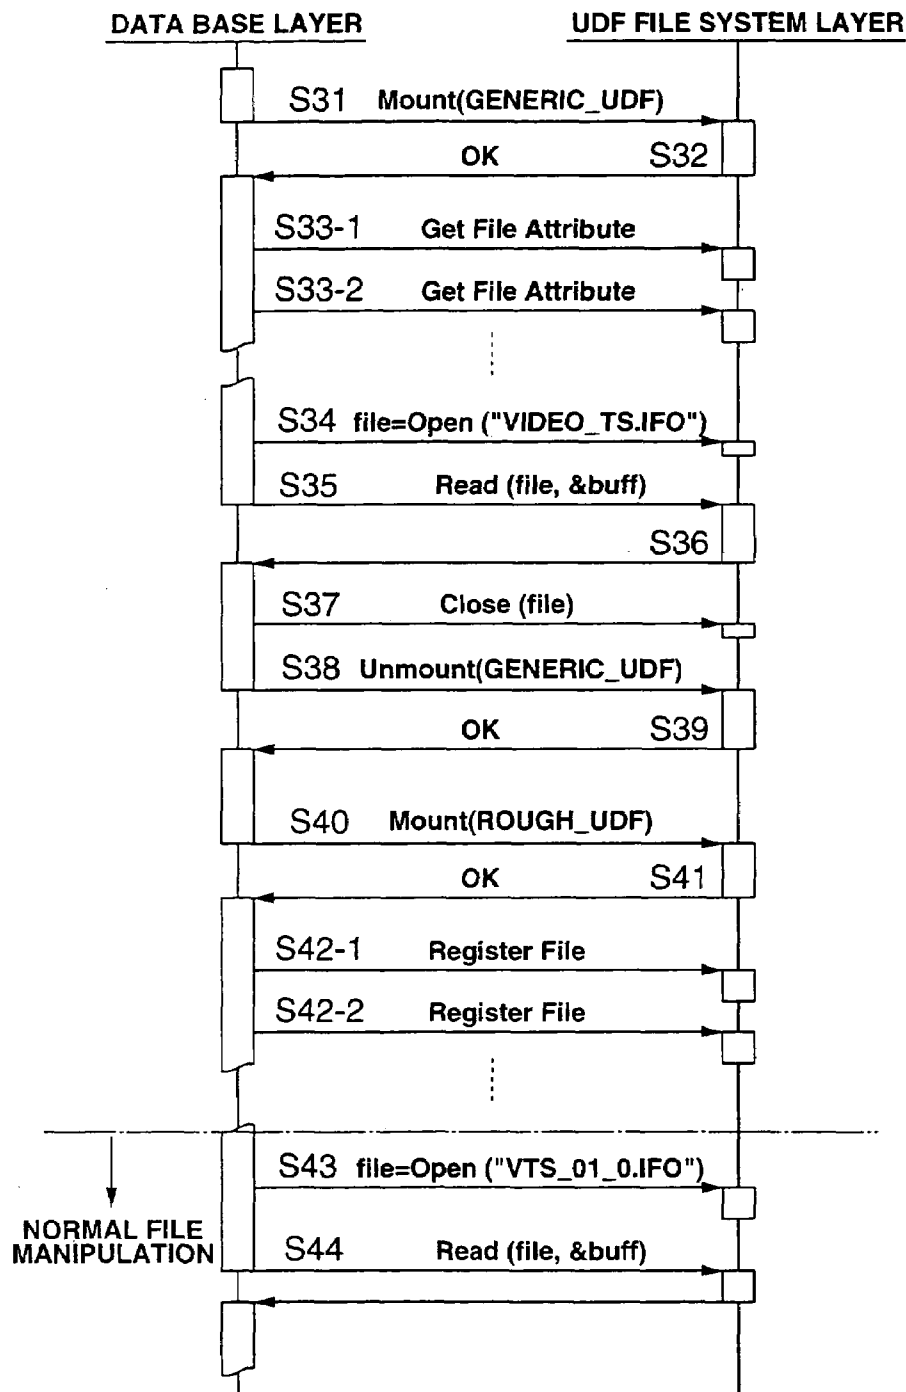 DATA BASE LAYER
UDF FILE SYSTEM LAYER
S31 Mount(GENERIC_UDF)
OK S32
S33-1 Get File Attribute
S33-2 Get File Attribute
S34 file=Open ("VIDEO_TS.IFO")
S35 Read (file, &buff)
S36
S37 Close (file)
S38 Unmount(GENERIC_UDF)
OK S39
S40 Mount(ROUGH_UDF)
OK S41
S42-1 Register File
S42-2 Register File
S43 file=Open ("VTS_01_0.IFO")
NORMAL FILE
MANIPULATION
S44 Read (file, &buff)